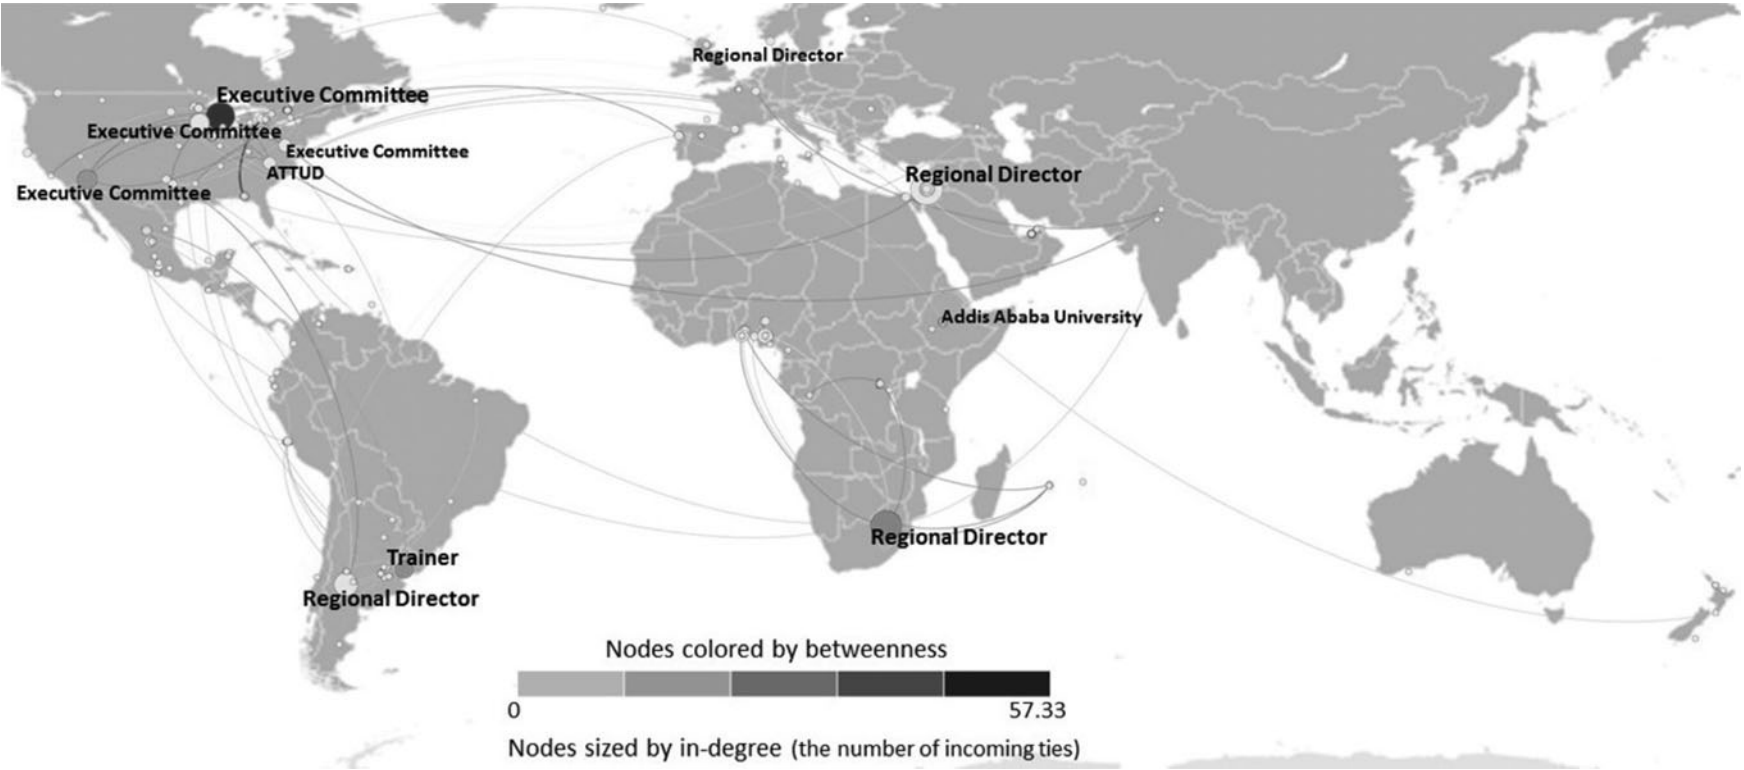 Regional Director
Executive Committee
Executive Committee
Executive Committee
ATTUD
Executive Committee
Regional Director
Addis Ababa University
Regional Director
Trainer
Regional Director
Nodes colored by betweenness
0 57.33
Nodes sized by in-degree (the number of incoming ties)